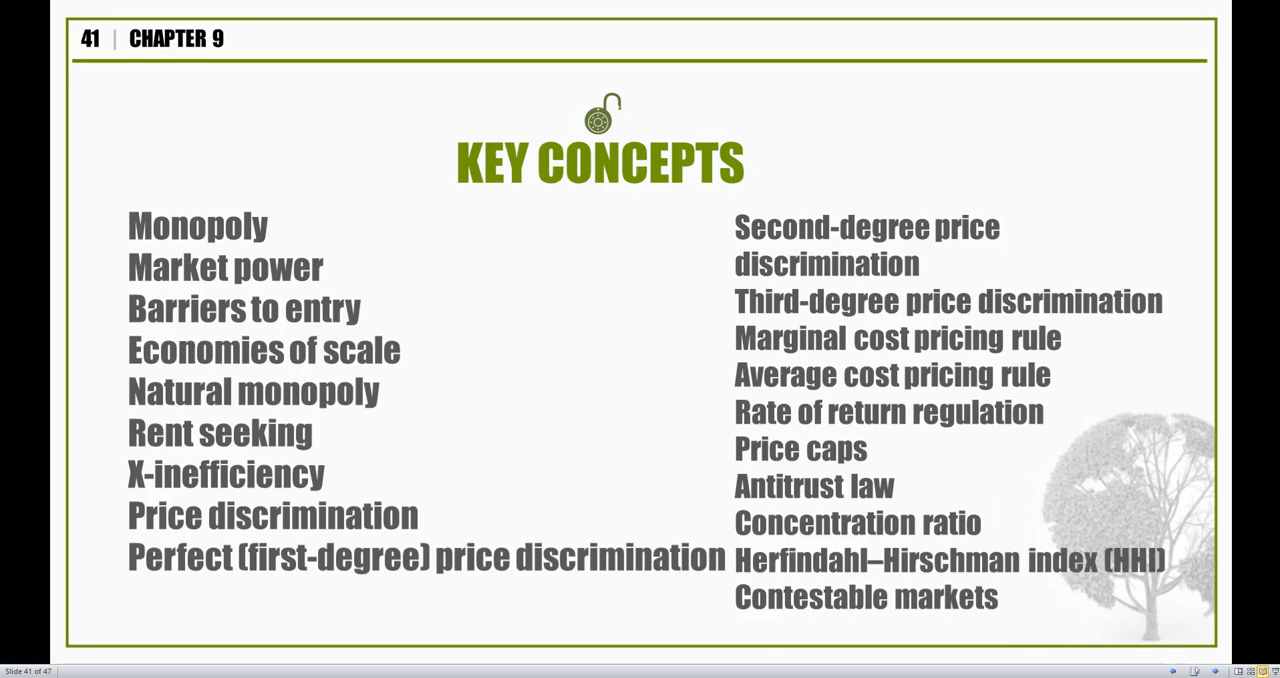 41 | CHAPTER 9
KEY CONCEPTS
Monopoly
Market power
Barriers to entry
Economies of scale
Natural monopoly
Rent seeking
X-inefficiency
Price discrimination
Perfect (first-degree) price discrimination
Second-degree price
discrimination
Third-degree price discrimination
Marginal cost pricing rule
Average cost pricing rule
Rate of return regulation
Price caps
Antitrust law
Concentration ratio
Herfindahl–Hirschman index (HHI)
Contestable markets
Slide 41 of 47